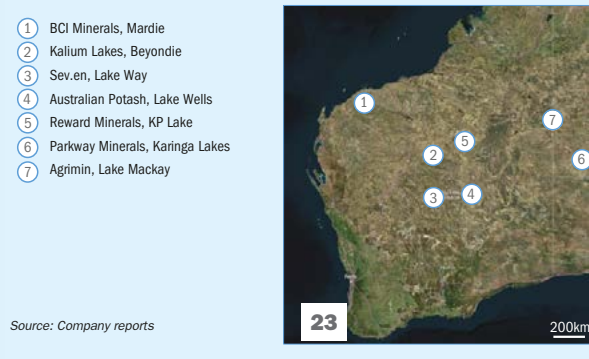 1 BCI Minerals, Mardie
2 Kalium Lakes, Beyondie
3 Sev.en, Lake Way
4 Australian Potash, Lake Wells
5 Reward Minerals, KP Lake
6 Parkway Minerals, Karinga Lakes
7 Agrimin, Lake Mackay
1
7
5
2
6
3
4
Source: Company reports
23
200km